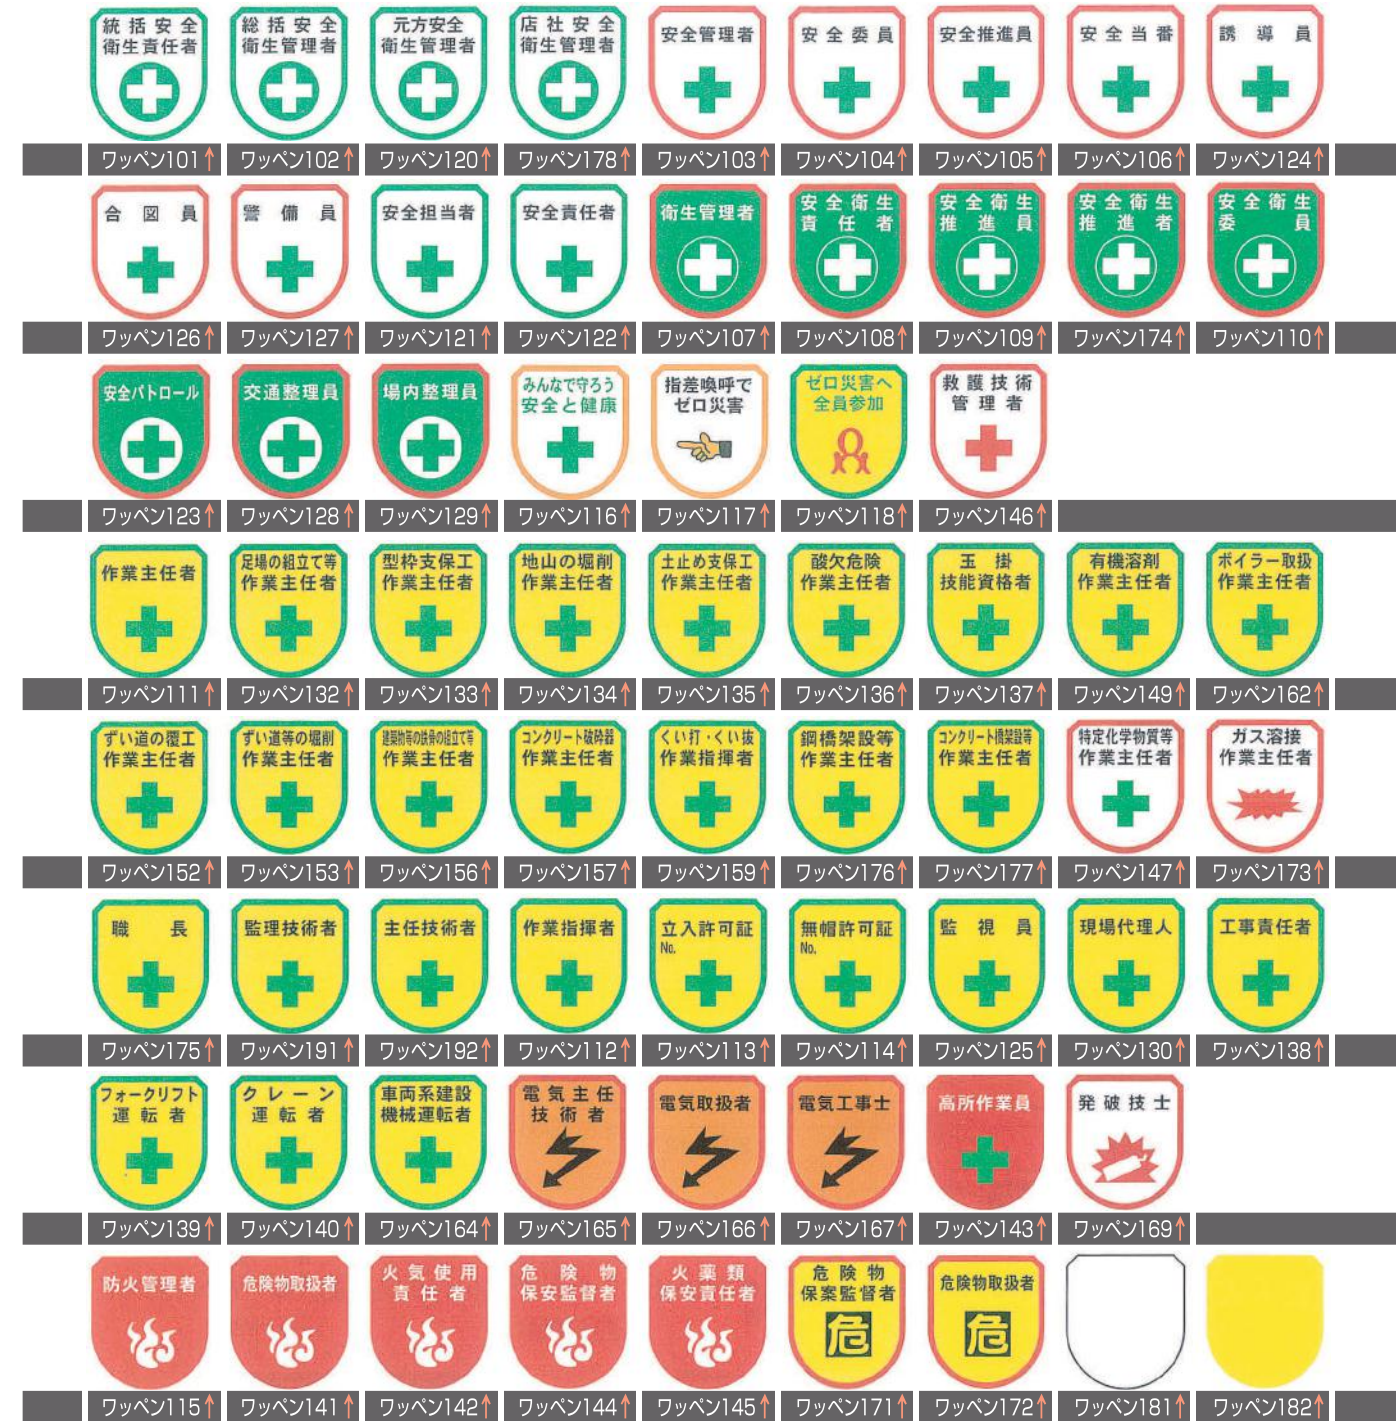 統括安全
衛生責任者
総括安全
衛生管理者
元方安全
衛生管理者
店社安全
衛生管理者
安全管理者
安全委員
安全推進員
安全当番
誘導員
ワッペン101↑
ワッペン102↑
ワッペン120↑
ワッペン178↑
ワッペン103↑
ワッペン104↑
ワッペン105↑
ワッペン106↑
ワッペン124↑
合図員
警備員
安全担当者
安全責任者
衛生管理者
安全衛生
責任者
安全衛生
推進員
安全衛生
推進者
安全衛生
委員
ワッペン126↑
ワッペン127↑
ワッペン121↑
ワッペン122↑
ワッペン107↑
ワッペン108↑
ワッペン109↑
ワッペン174↑
ワッペン110↑
安全パトロール
交通整理員
場内整理員
みんなで守ろう
安全と健康
指差喚呼で
ゼロ災害
ゼロ災害へ
全員参加
救護技術
管理者
ワッペン123↑
ワッペン128↑
ワッペン129↑
ワッペン116↑
ワッペン117↑
ワッペン118↑
ワッペン146↑
作業主任者
足場の組立て等
作業主任者
型枠支保工
作業主任者
地山の掘削
作業主任者
土止め支保工
作業主任者
酸欠危険
作業主任者
玉掛
技能資格者
有機溶剤
作業主任者
ボイラー取扱
作業主任者
ワッペン111↑
ワッペン132↑
ワッペン133↑
ワッペン134↑
ワッペン135↑
ワッペン136↑
ワッペン137↑
ワッペン149↑
ワッペン162↑
ずい道の覆工
作業主任者
ずい道等の掘削
作業主任者
建築物等の鉄骨の組立て等
作業主任者
コンクリート破砕器
作業主任者
くい打・くい抜
作業指揮者
鋼橋架設等
作業主任者
コンクリート橋架設等
作業主任者
特定化学物質等
作業主任者
ガス溶接
作業主任者
ワッペン152↑
ワッペン153↑
ワッペン156↑
ワッペン157↑
ワッペン159↑
ワッペン176↑
ワッペン177↑
ワッペン147↑
ワッペン173↑
職長
監理技術者
主任技術者
作業指揮者
立入許可証
No.
無帽許可証
No.
監視員
現場代理人
工事責任者
ワッペン175↑
ワッペン191↑
ワッペン192↑
ワッペン112↑
ワッペン113↑
ワッペン114↑
ワッペン125↑
ワッペン130↑
ワッペン138↑
フォークリフト
運転者
クレーン
運転者
車両系建設
機械運転者
電気主任
技術者
電気取扱者
電気工事士
高所作業員
発破技士
ワッペン139↑
ワッペン140↑
ワッペン164↑
ワッペン165↑
ワッペン166↑
ワッペン167↑
ワッペン143↑
ワッペン169↑
防火管理者
危険物取扱者
火気使用
責任者
危険物
保安監督者
火薬類
保安責任者
危険物
保案監督者
危
危険物取扱者
危
ワッペン115↑
ワッペン141↑
ワッペン142↑
ワッペン144↑
ワッペン145↑
ワッペン171↑
ワッペン172↑
ワッペン181↑
ワッペン182↑